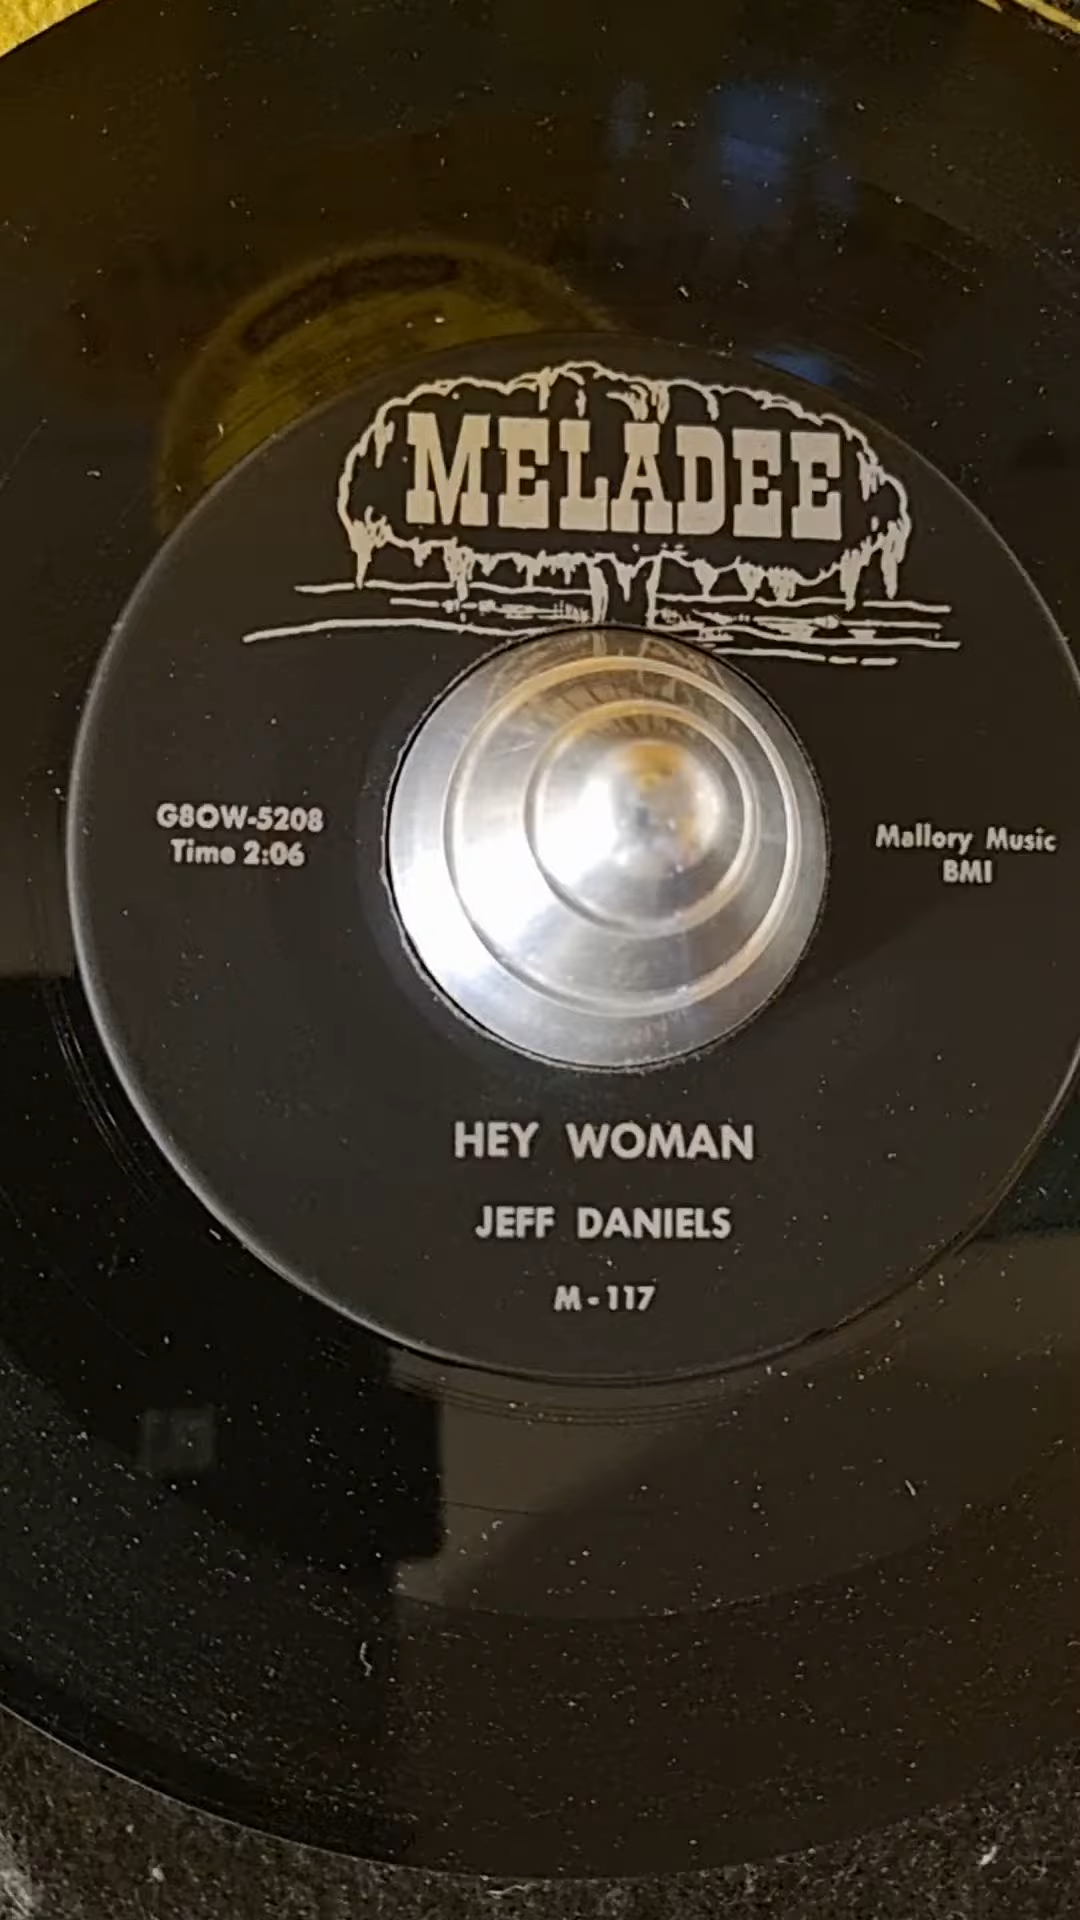 MELADEE
G8OW-5208
Time 2:06
Mallory Music
BMI
HEY WOMAN
JEFF DANIELS
M-117